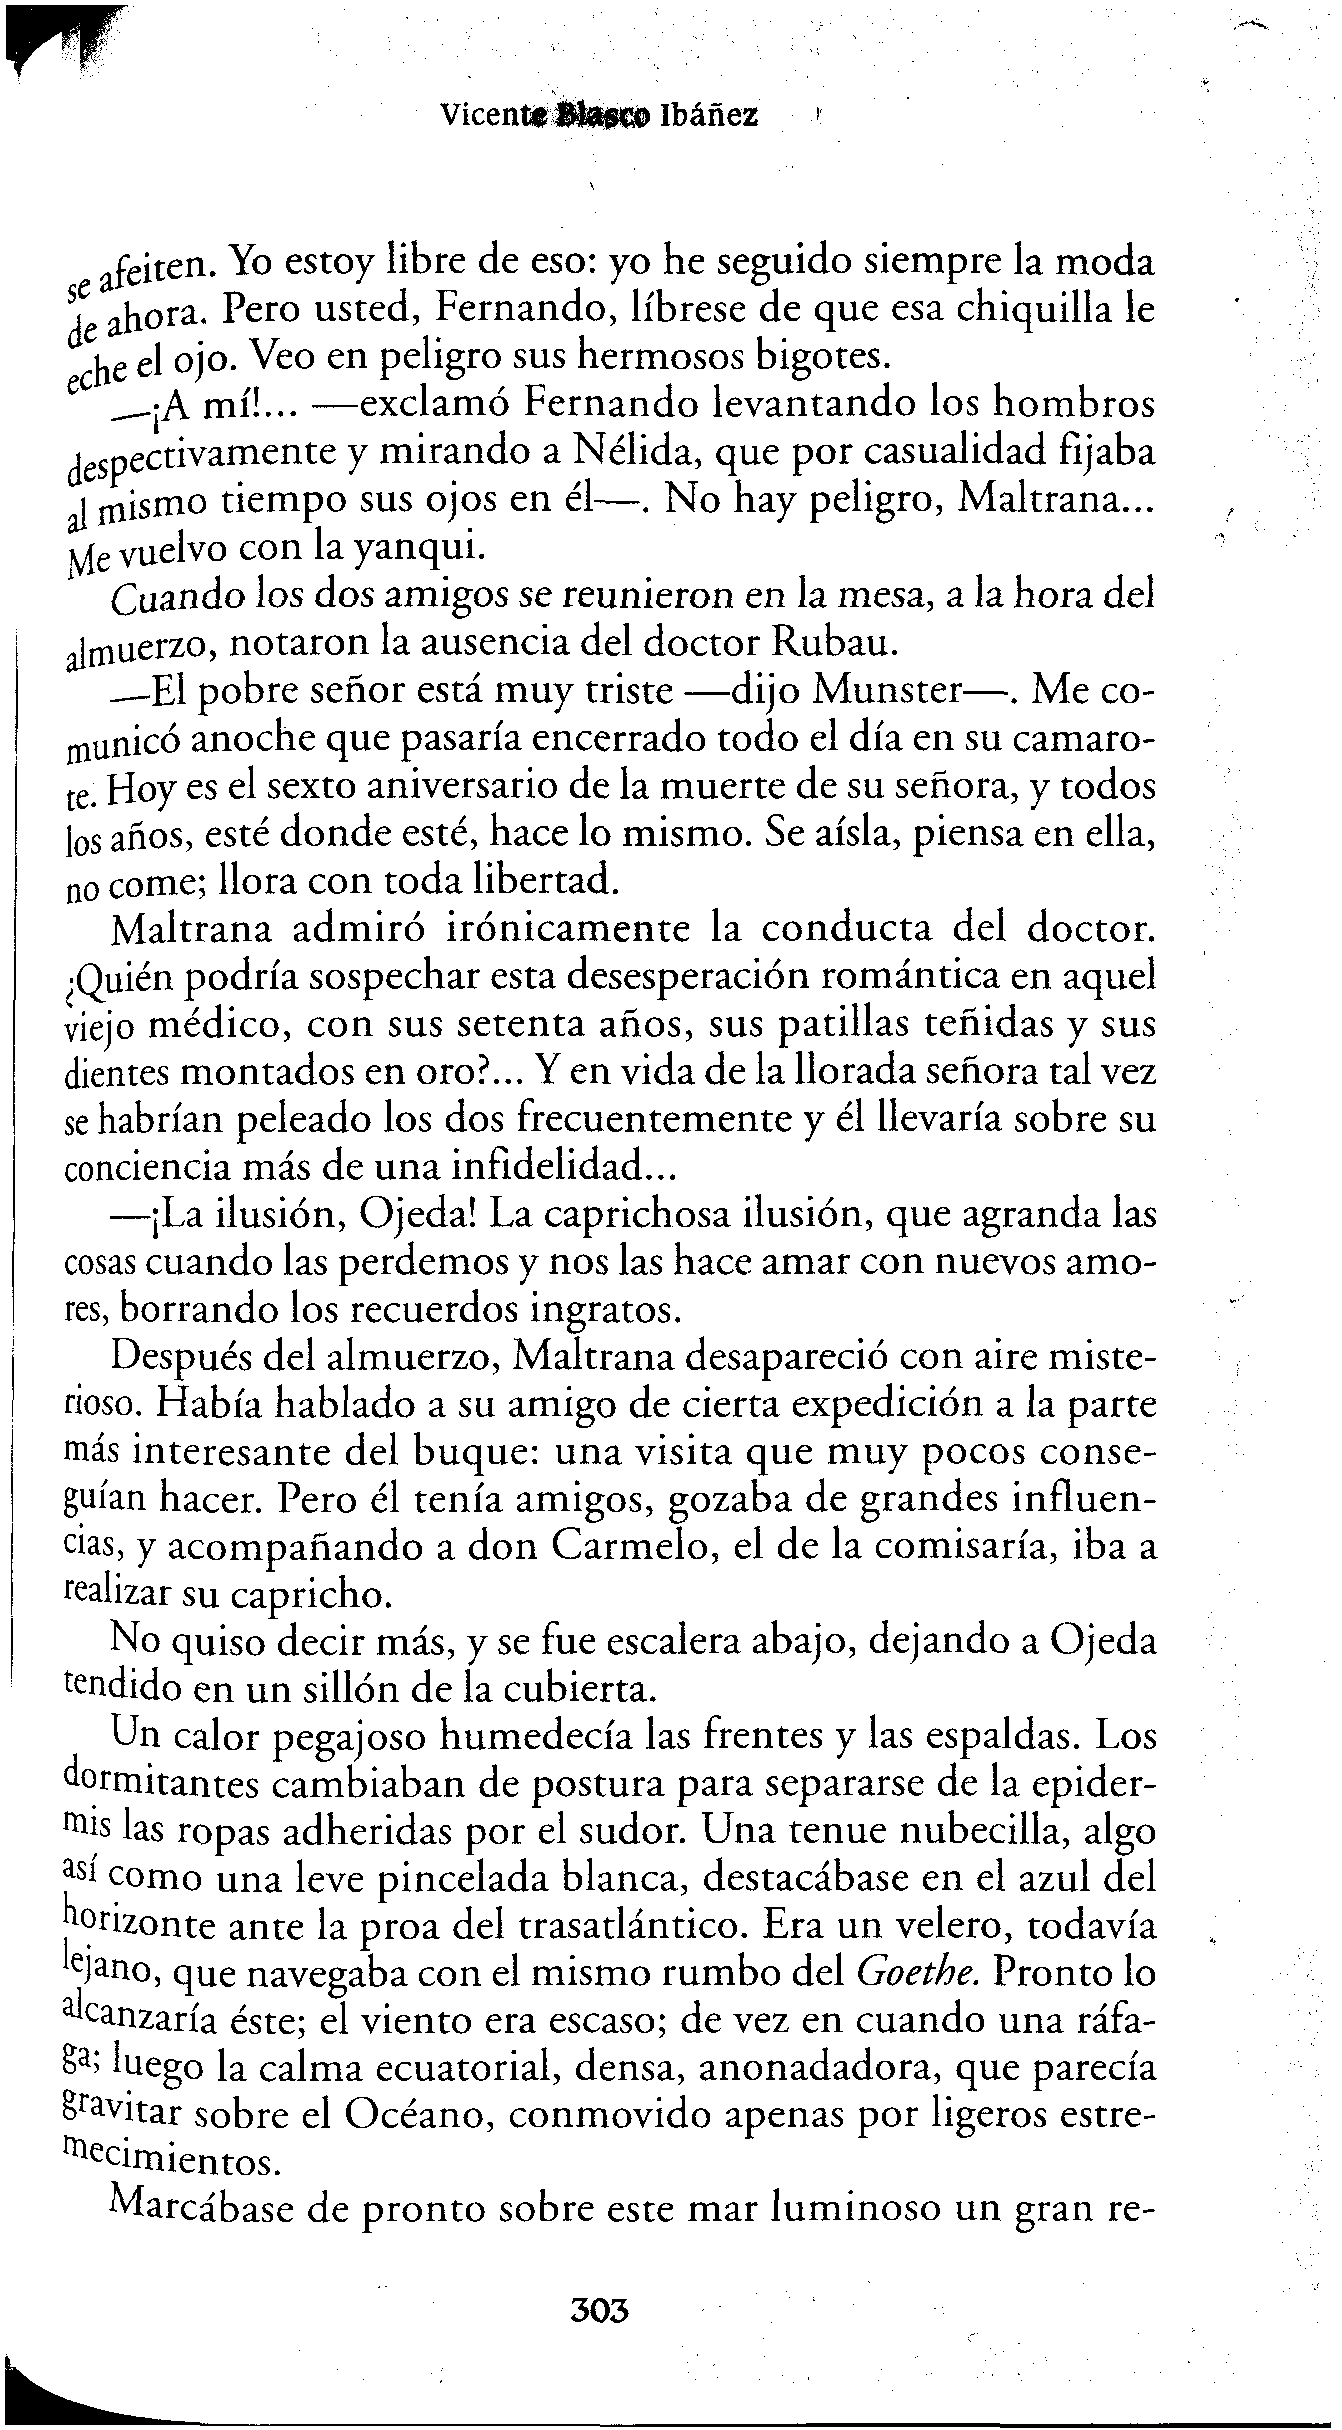 Vicente Blasco Ibáñez
se afeiten. Yo estoy libre de eso: yo he seguido siempre la moda
de ahora. Pero usted, Fernando, líbrese de que esa chiquilla le
eche el ojo. Veo en peligro sus hermosos bigotes.
—¡A mí!... —exclamó Fernando levantando los hombros
despectivamente y mirando a Nélida, que por casualidad fijaba
al mismo tiempo sus ojos en él—. No hay peligro, Maltrana...
Me vuelvo con la yanqui.
Cuando los dos amigos se reunieron en la mesa, a la hora del
almuerzo, notaron la ausencia del doctor Rubau.
—El pobre señor está muy triste —dijo Munster—. Me co-
municó anoche que pasaría encerrado todo el día en su camaro-
te. Hoy es el sexto aniversario de la muerte de su señora, y todos
los años, esté donde esté, hace lo mismo. Se aísla, piensa en ella,
no come; llora con toda libertad.
Maltrana admiró irónicamente la conducta del doctor.
¿Quién podría sospechar esta desesperación romántica en aquel
viejo médico, con sus setenta años, sus patillas teñidas y sus
dientes montados en oro?... Y en vida de la llorada señora tal vez
se habrían peleado los dos frecuentemente y él llevaría sobre su
conciencia más de una infidelidad...
—¡La ilusión, Ojeda! La caprichosa ilusión, que agranda las
cosas cuando las perdemos y nos las hace amar con nuevos amo-
res, borrando los recuerdos ingratos.
Después del almuerzo, Maltrana desapareció con aire miste-
rioso. Había hablado a su amigo de cierta expedición a la parte
más interesante del buque: una visita que muy pocos conse-
guían hacer. Pero él tenía amigos, gozaba de grandes influen-
cias, y acompañando a don Carmelo, el de la comisaría, iba a
realizar su capricho.
No quiso decir más, y se fue escalera abajo, dejando a Ojeda
tendido en un sillón de la cubierta.
Un calor pegajoso humedecía las frentes y las espaldas. Los
dormitantes cambiaban de postura para separarse de la epider-
mis las ropas adheridas por el sudor. Una tenue nubecilla, algo
así como una leve pincelada blanca, destacábase en el azul del
horizonte ante la proa del trasatlántico. Era un velero, todavía
lejano, que navegaba con el mismo rumbo del Goethe. Pronto lo
alcanzaría éste; el viento era escaso; de vez en cuando una ráfa-
ga; luego la calma ecuatorial, densa, anonadadora, que parecía
gravitar sobre el Océano, conmovido apenas por ligeros estre-
mecimientos.
Marcábase de pronto sobre este mar luminoso un gran re-
303